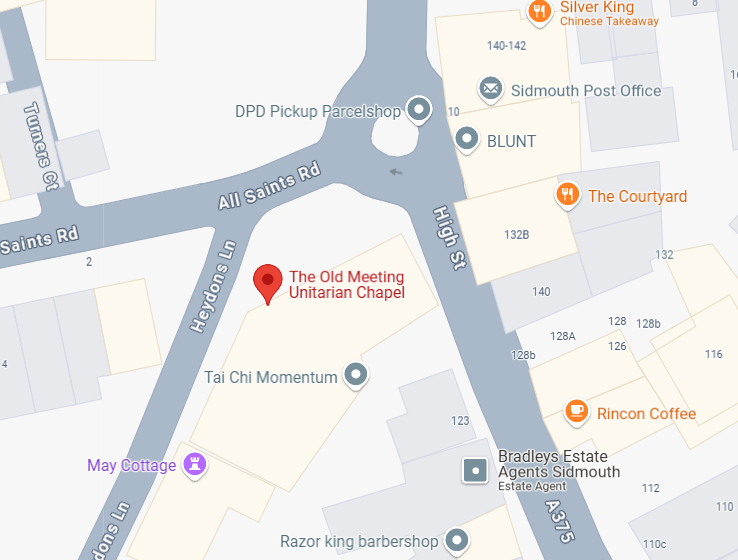 Silver King
Chinese Takeaway
8
140-142
Sidmouth Post Office
DPD Pickup Parcelshop
10
BLUNT
Turners Ct
All Saints Rd
The Courtyard
Saints Rd
High St
132B
132
2
Heydons Ln
The Old Meeting
Unitarian Chapel
140
128
128b
128A
126
128b
116
4
Tai Chi Momentum
Rincon Coffee
123
May Cottage
Bradleys Estate
Agents Sidmouth
Estate Agent
112
110
A375
dons Ln
Razor king barbershop
110c